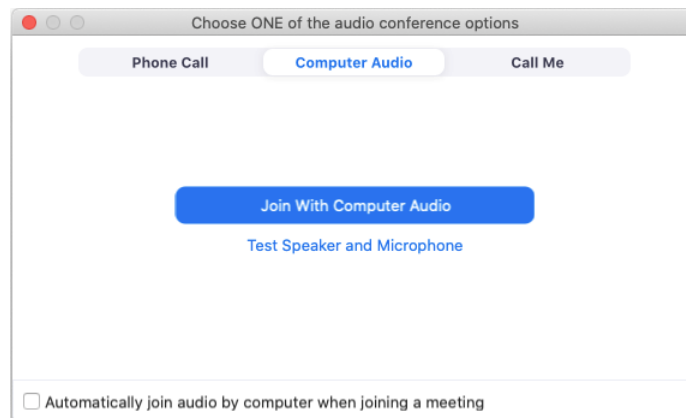 Choose ONE of the audio conference options
Phone Call Computer Audio Call Me
Join With Computer Audio
Test Speaker and Microphone
Automatically join audio by computer when joining a meeting